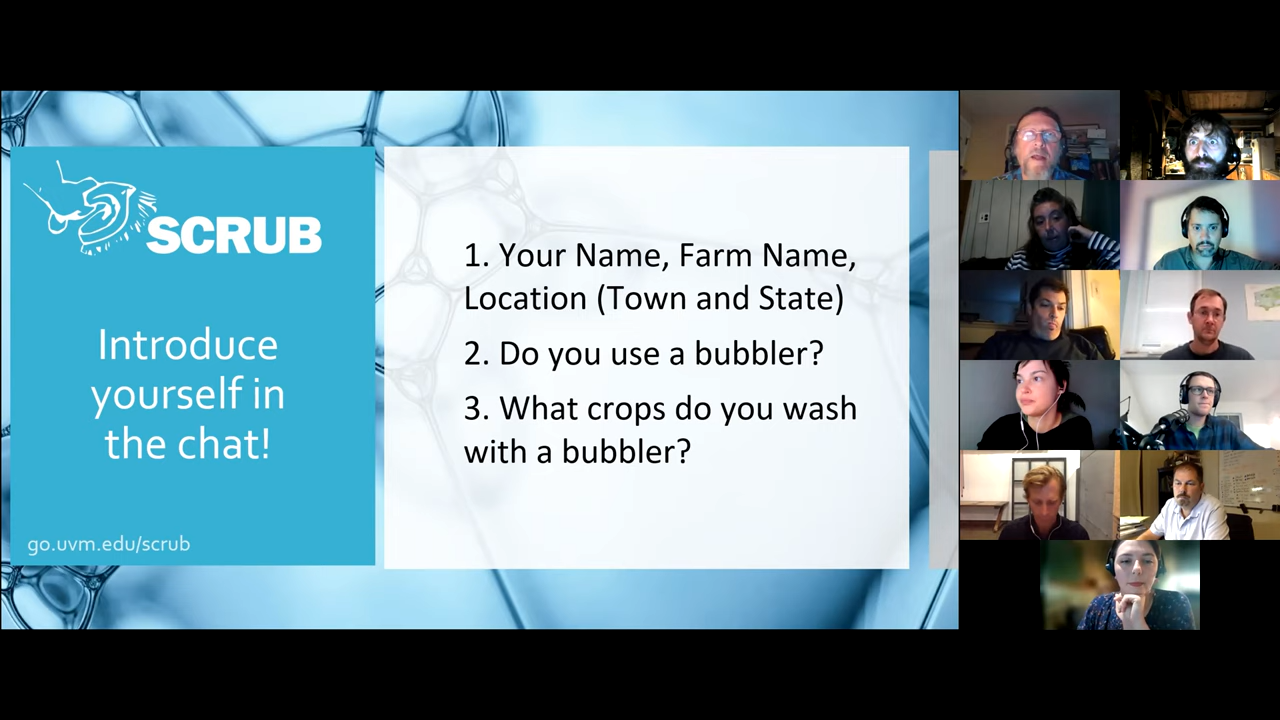 SCRUB
Introduce
yourself in
the chat!
go.uvm.edu/scrub
1. Your Name, Farm Name,
Location (Town and State)
2. Do you use a bubbler?
3. What crops do you wash
with a bubbler?